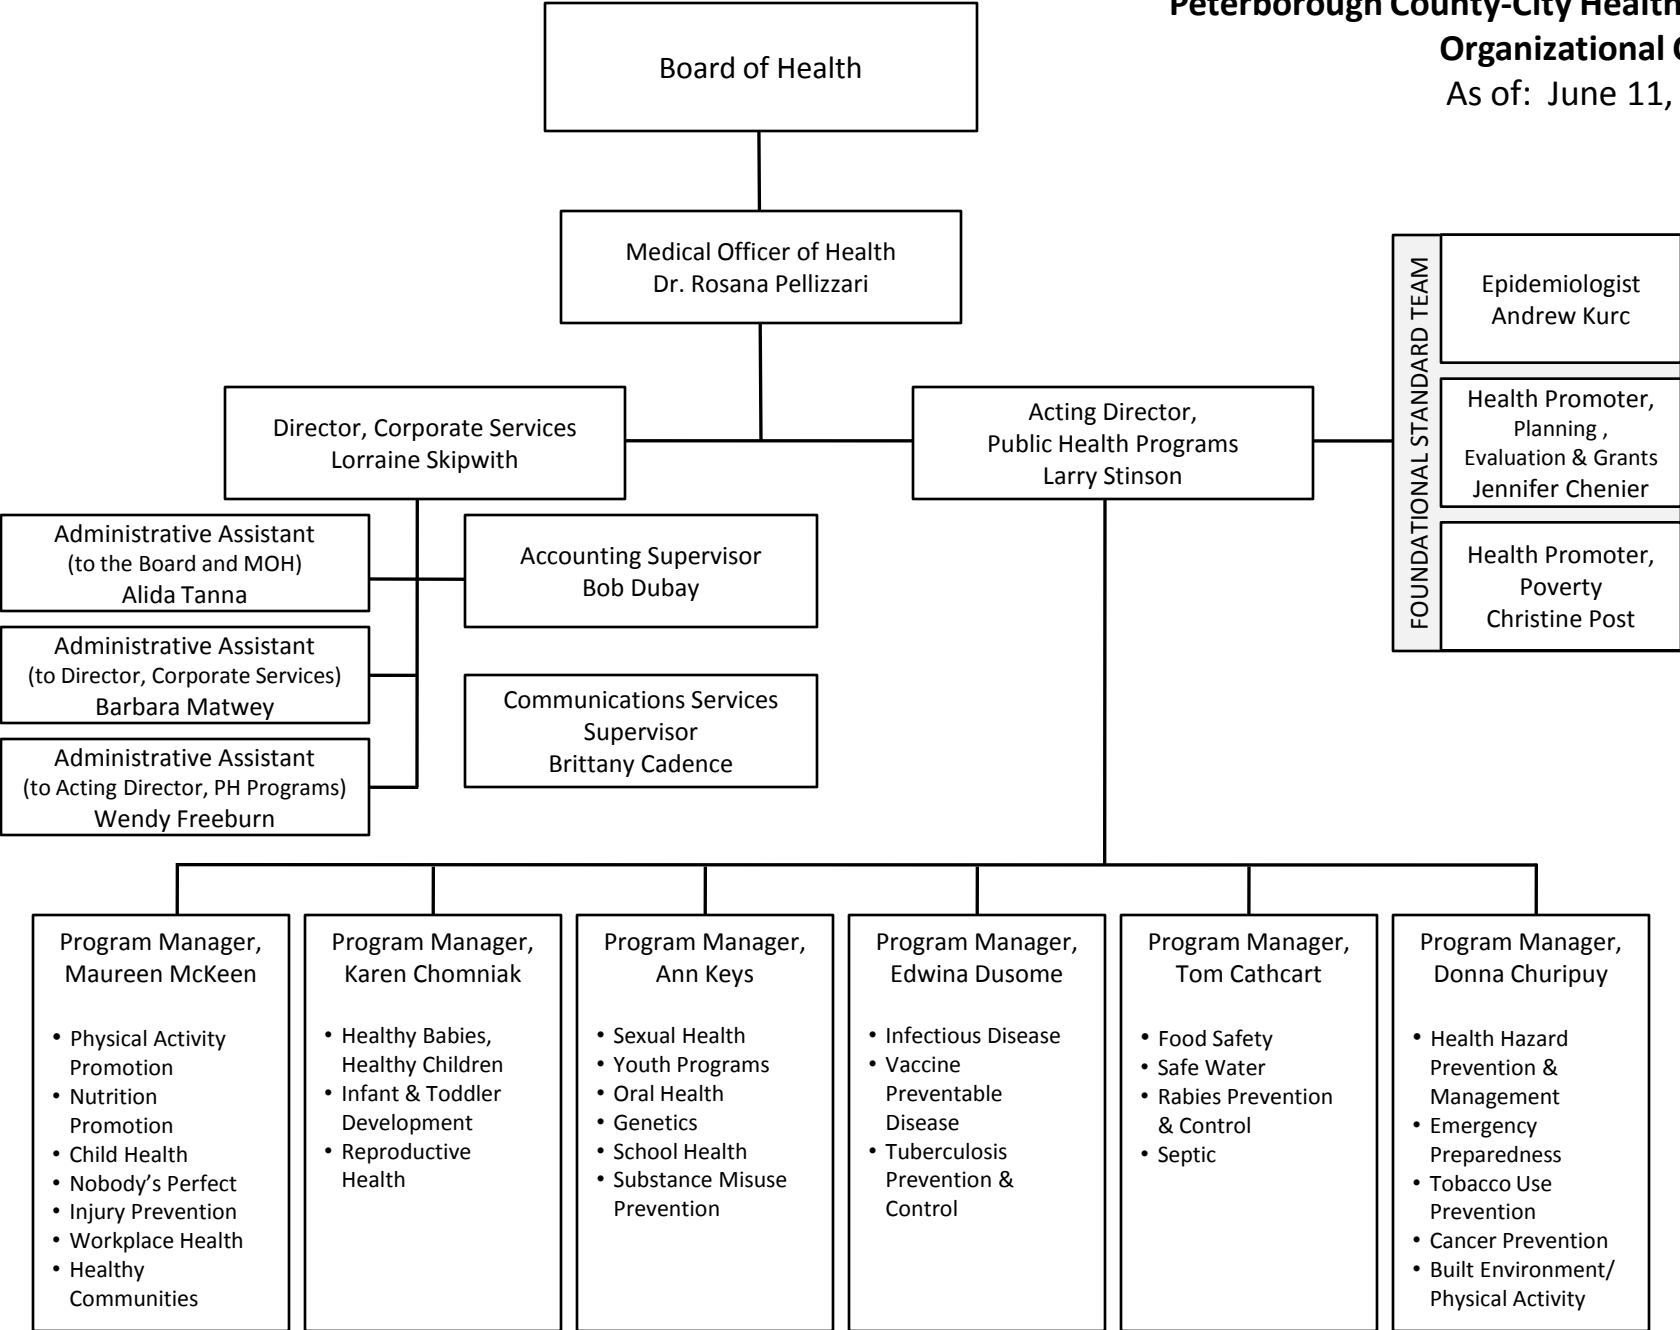 Peterborough County-City Health
Organizational
As of: June 11,
Board of Health
Medical Officer of Health
Dr. Rosana Pellizzari
Director, Corporate Services
Lorraine Skipwith
Acting Director,
Public Health Programs
Larry Stinson
FOUNDATIONAL STANDARD TEAM
Epidemiologist
Andrew Kurc
Health Promoter,
Planning ,
Evaluation & Grants
Jennifer Chenier
Health Promoter,
Poverty
Christine Post
Administrative Assistant
(to the Board and MOH)
Alida Tanna
Administrative Assistant
(to Director, Corporate Services)
Barbara Matwey
Administrative Assistant
(to Acting Director, PH Programs)
Wendy Freeburn
Accounting Supervisor
Bob Dubay
Communications Services
Supervisor
Brittany Cadence
Program Manager,
Maureen McKeen
• Physical Activity
Promotion
• Nutrition
Promotion
• Child Health
• Nobody’s Perfect
• Injury Prevention
• Workplace Health
• Healthy
Communities
Program Manager,
Karen Chomniak
• Healthy Babies,
Healthy Children
• Infant & Toddler
Development
• Reproductive
Health
Program Manager,
Ann Keys
• Sexual Health
• Youth Programs
• Oral Health
• Genetics
• School Health
• Substance Misuse
Prevention
Program Manager,
Edwina Dusome
• Infectious Disease
• Vaccine
Preventable
Disease
• Tuberculosis
Prevention &
Control
Program Manager,
Tom Cathcart
• Food Safety
• Safe Water
• Rabies Prevention
& Control
• Septic
Program Manager,
Donna Churipuy
• Health Hazard
Prevention &
Management
• Emergency
Preparedness
• Tobacco Use
Prevention
• Cancer Prevention
• Built Environment/
Physical Activity